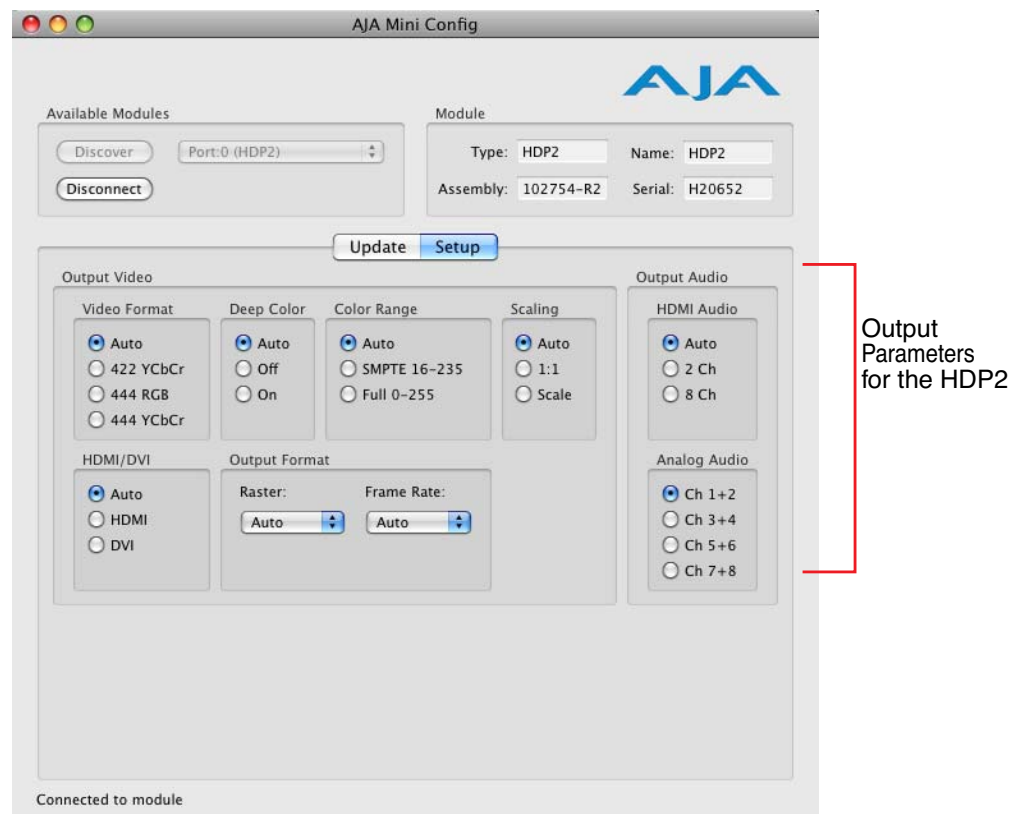 AJA Mini Config
AJA
Available Modules
Discover
Port:0 (HDP2)
Disconnect
Module
Type: HDP2
Name: HDP2
Assembly: 102754-R2
Serial: H20652
Update
Setup
Output Video
Video Format
Auto
422 YCbCr
444 RGB
444 YCbCr
Deep Color
Auto
Off
On
Color Range
Auto
SMPTE 16-235
Full 0-255
Scaling
Auto
1:1
Scale
HDMI/DVI
Auto
HDMI
DVI
Output Format
Raster:
Auto
Frame Rate:
Auto
Output Audio
HDMI Audio
Auto
2 Ch
8 Ch
Analog Audio
Ch 1+2
Ch 3+4
Ch 5+6
Ch 7+8
Output
Parameters
for the HDP2
Connected to module